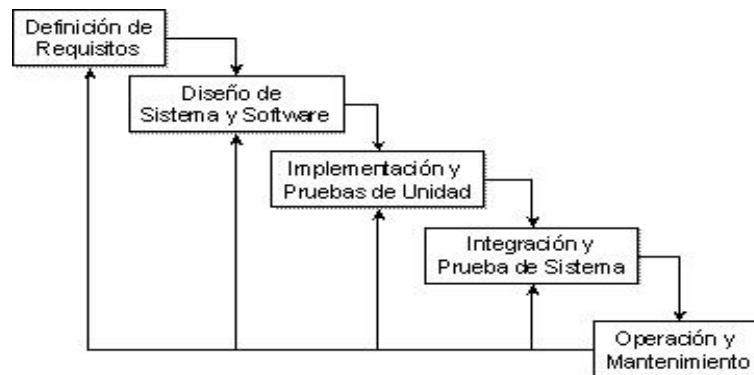 Definición de
Requisitos
Diseño de
Sistema y Software
Implementación y
Pruebas de Unidad
Integración y
Prueba de Sistema
Operación y
Mantenimiento